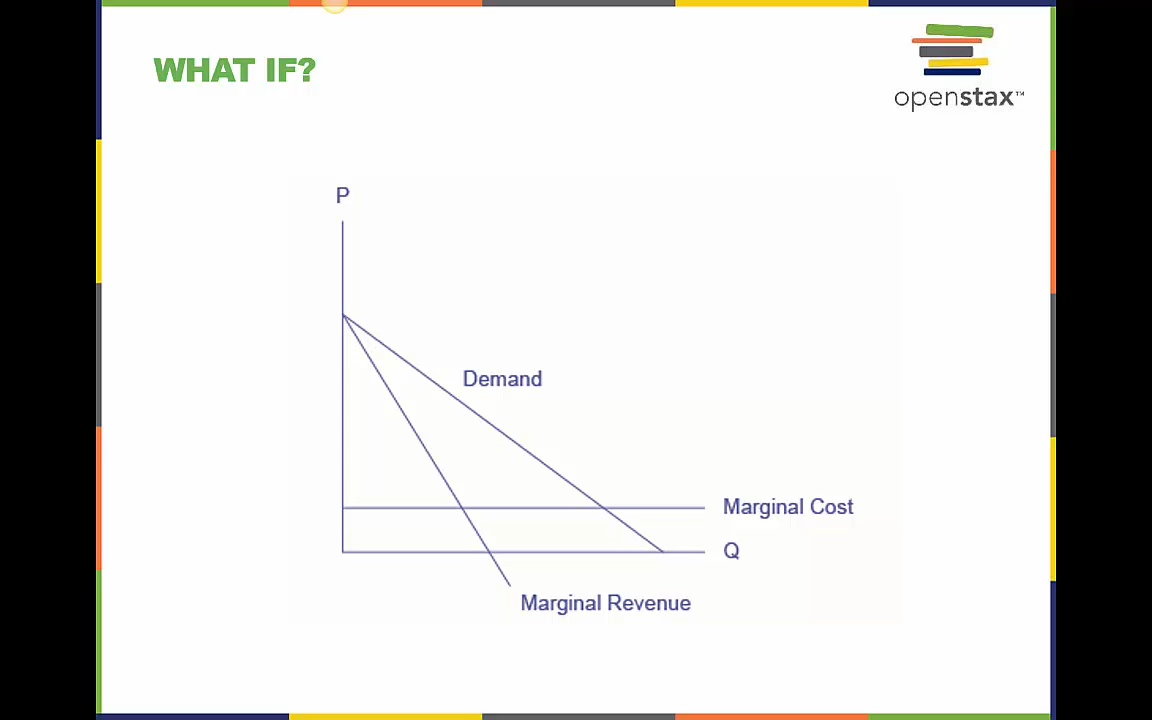 WHAT IF?
openstax™
P
Demand
Marginal Cost
Q
Marginal Revenue